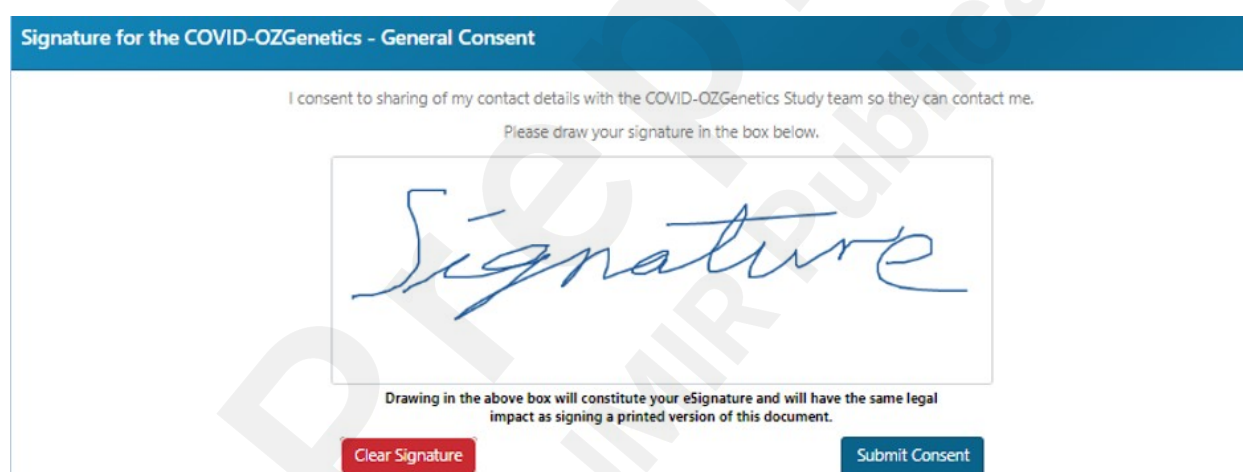 Signature for the COVID-OZGenetics - General Consent
I consent to sharing of my contact details with the COVID-OZGenetics Study team so they can contact me.
Please draw your signature in the box below.
Signature
Drawing in the above box will constitute your eSignature and will have the same legal
impact as signing a printed version of this document.
Clear Signature
Submit Consent